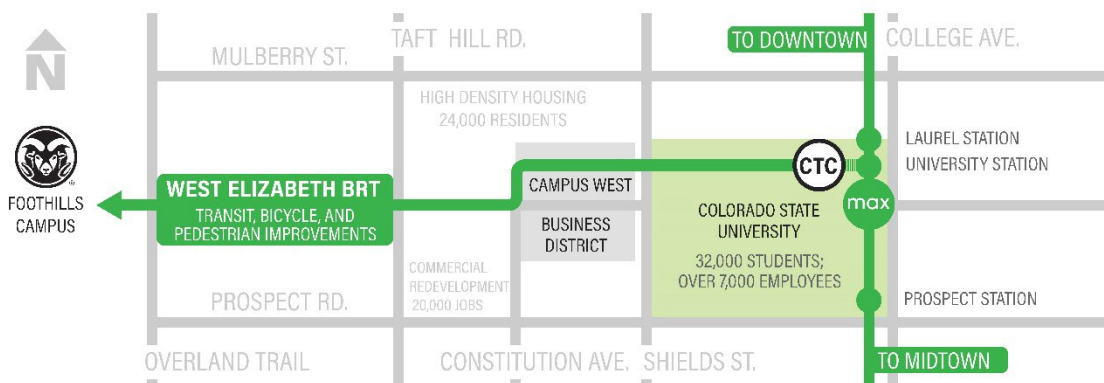 TAFT HILL RD.
TO DOWNTOWN
COLLEGE AVE.
MULBERRY ST.
N
HIGH DENSITY HOUSING
24,000 RESIDENTS
LAUREL STATION
CTC
UNIVERSITY STATION
FOOTHILLS
CAMPUS
WEST ELIZABETH BRT
TRANSIT, BICYCLE, AND
PEDESTRIAN IMPROVEMENTS
CAMPUS WEST
BUSINESS
DISTRICT
max
COLORADO STATE
UNIVERSITY
32,000 STUDENTS;
OVER 7,000 EMPLOYEES
COMMERCIAL
REDEVELOPMENT
20,000 JOBS
PROSPECT RD.
PROSPECT STATION
OVERLAND TRAIL
CONSTITUTION AVE.
SHIELDS ST.
TO MIDTOWN